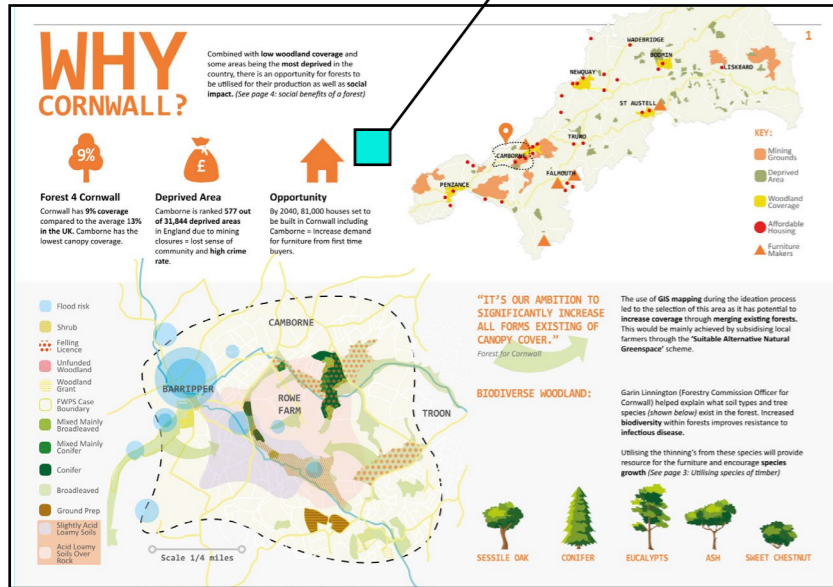 WHY
CORNWALL?
Combined with low woodland coverage and
some areas being the most deprived in the
country, there is an opportunity for forests to
be utilised for their production as well as social
impact. (See page 4: social benefits of a forest)
9%
Forest 4 Cornwall
Cornwall has 9% coverage
compared to the average 13%
in the UK. Camborne has the
lowest canopy coverage.
£
Deprived Area
Camborne is ranked 577 out
of 31,844 deprived areas
in England due to mining
closures = lost sense of
community and high crime
rate.
Opportunity
By 2040, 81,000 houses set to
be built in Cornwall including
Camborne = increase demand
for furniture from first time
buyers.
1
WADEBRIDGE
BODMIN
LISKEARD
NEWQUAY
ST AUSTELL
TRURO
CAMBORNE
FALMOUTH
PENZANCE
KEY:
Mining
Grounds
Deprived
Area
Woodland
Coverage
Affordable
Housing
Furniture
Makers
Flood risk
Shrub
Felling
Licence
Unfunded
Woodland
Woodland
Grant
FWPS Case
Boundary
Mixed Mainly
Broadleaved
Mixed Mainly
Conifer
Conifer
Broadleaved
Ground Prep
Slightly Acid
Loamy Soils
Acid Loamy
Soils Over
Rock
CAMBORNE
BARRIPPER
ROWE
FARM
TROON
Scale 1/4 miles
"IT'S OUR AMBITION TO
SIGNIFICANTLY INCREASE
ALL FORMS EXISTING OF
CANOPY COVER."
Forest for Cornwall
The use of GIS mapping during the ideation process
led to the selection of this area as it has potential to
increase coverage through merging existing forests.
This would be mainly achieved by subsidising local
farmers through the 'Suitable Alternative Natural
Greenspace' scheme.
BIODIVERSE WOODLAND:
Garin Linnington (Forestry Commission Officer for
Cornwall) helped explain what soil types and tree
species (shown below) exist in the forest. Increased
biodiversity within forests improves resistance to
infectious disease.
Utilising the thinning's from these species will provide
resource for the furniture and encourage species
growth (See page 3: Utilising species of timber)
SESSILE OAK
CONIFER
EUCALYPTS
ASH
SWEET CHESTNUT